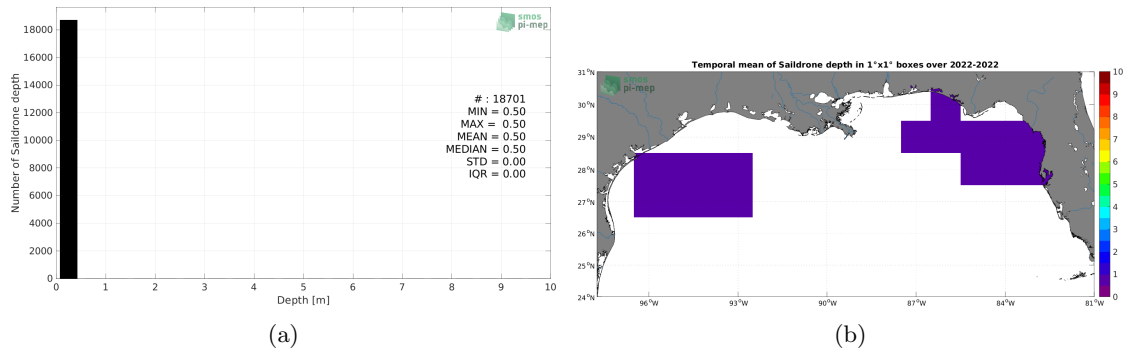 smos
pi-mep
18000
16000
14000
12000
10000
8000
6000
4000
2000
0
Number of Saildrone depth
# : 18701
MIN = 0.50
MAX = 0.50
MEAN = 0.50
MEDIAN = 0.50
STD = 0.00
IQR = 0.00
0 1 2 3 4 5 6 7 8 9 10
Depth [m]
(a)
Temporal mean of Saildrone depth in 1°x1° boxes over 2022-2022
smos
pi-mep
31°N
30°N
29°N
28°N
27°N
26°N
25°N
24°N
96°W 93°W 90°W 87°W 84°W 81°W
10
9
8
7
6
5
4
3
2
1
0
(b)